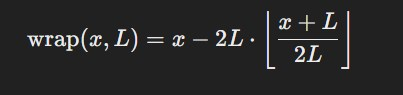 wrap(x, L) = x − 2L · ⌊(x + L)/(2L)⌋